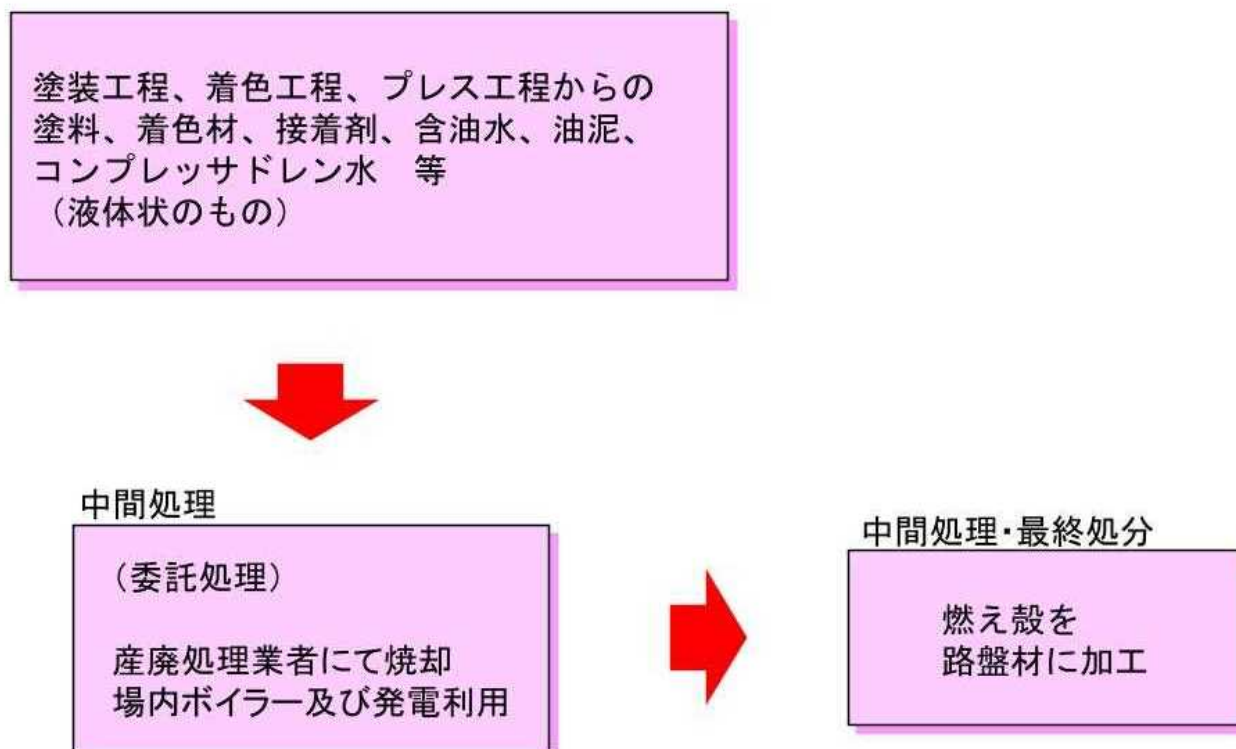 塗装工程、着色工程、プレス工程からの
塗料、着色材、接着剤、含油水、油泥、
コンプレッサドレン水　等
（液体状のもの）
中間処理
（委託処理）
産廃処理業者にて焼却
場内ボイラー及び発電利用
中間処理・最終処分
燃え殻を
路盤材に加工